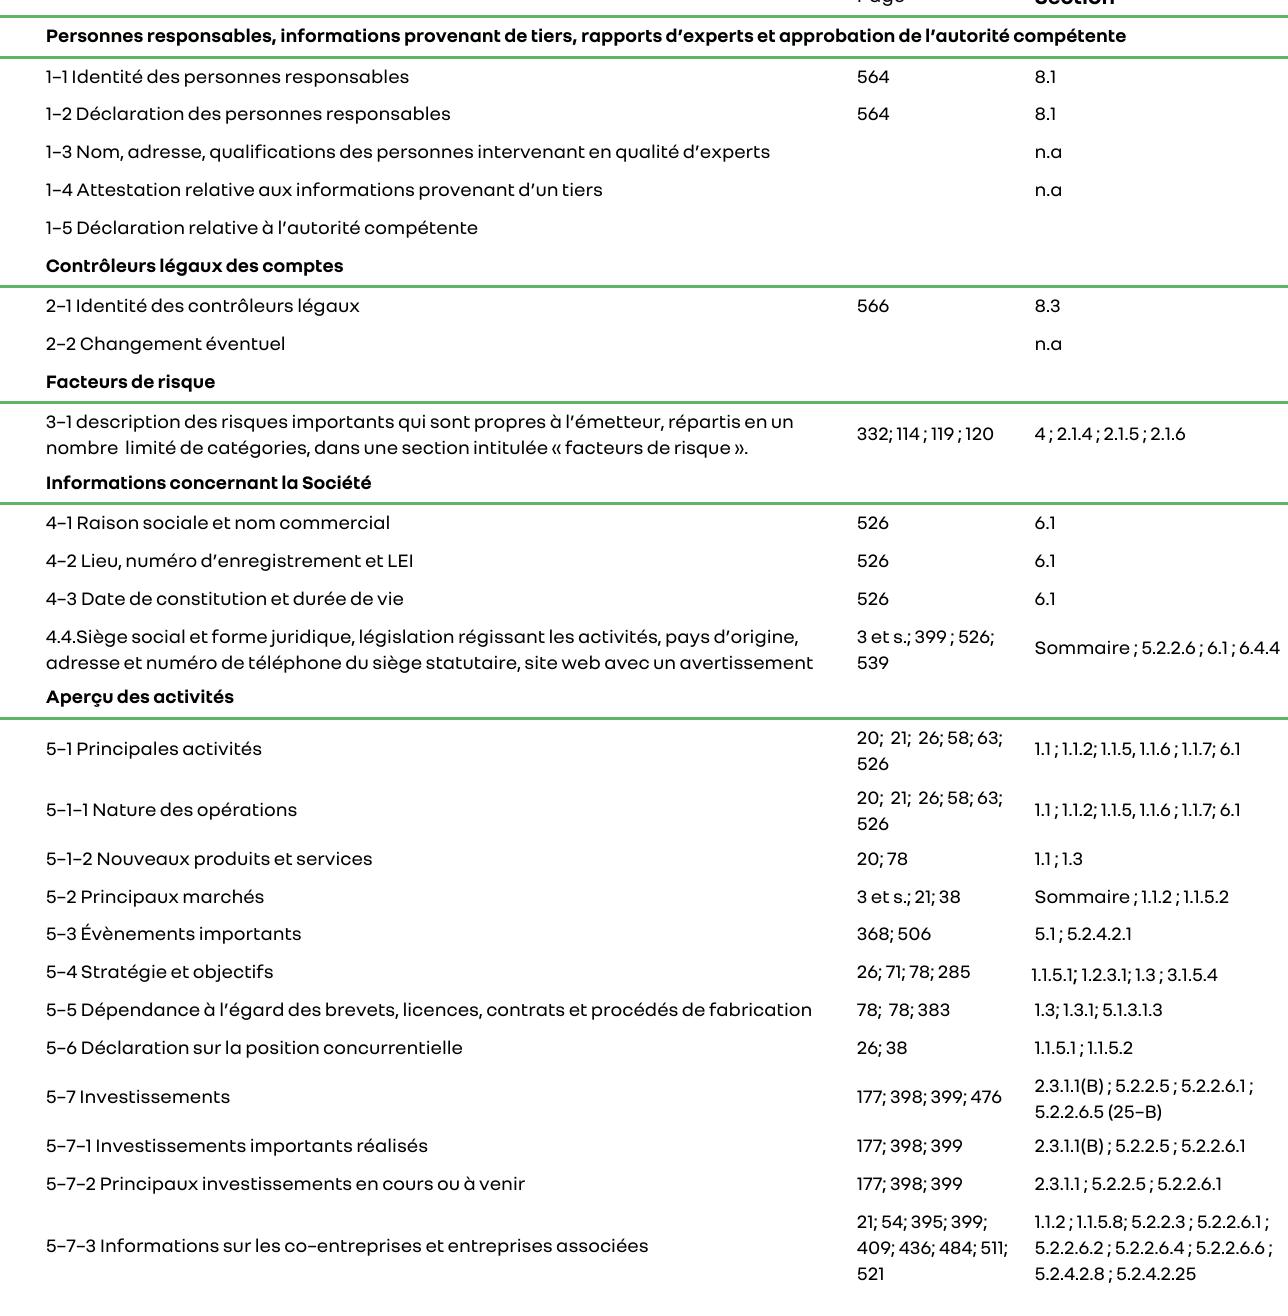 Page Section
Personnes responsables, informations provenant de tiers, rapports d’experts et approbation de l’autorité compétente
1–1 Identité des personnes responsables 564 8.1
1–2 Déclaration des personnes responsables 564 8.1
1–3 Nom, adresse, qualifications des personnes intervenant en qualité d’experts n.a
1–4 Attestation relative aux informations provenant d’un tiers n.a
1–5 Déclaration relative à l’autorité compétente
Contrôleurs légaux des comptes
2–1 Identité des contrôleurs légaux 566 8.3
2–2 Changement éventuel n.a
Facteurs de risque
3–1 description des risques importants qui sont propres à l’émetteur, répartis en un
nombre limité de catégories, dans une section intitulée « facteurs de risque ».
332; 114 ; 119 ; 120 4 ; 2.1.4 ; 2.1.5 ; 2.1.6
Informations concernant la Société
4–1 Raison sociale et nom commercial 526 6.1
4–2 Lieu, numéro d’enregistrement et LEI 526 6.1
4–3 Date de constitution et durée de vie 526 6.1
4.4.Siège social et forme juridique, législation régissant les activités, pays d’origine,
adresse et numéro de téléphone du siège statutaire, site web avec un avertissement
3 et s.; 399 ; 526;
539
Sommaire ; 5.2.2.6 ; 6.1 ; 6.4.4
Aperçu des activités
5–1 Principales activités
20; 21; 26; 58; 63;
526
1.1 ; 1.1.2; 1.1.5, 1.1.6 ; 1.1.7; 6.1
5–1–1 Nature des opérations
20; 21; 26; 58; 63;
526
1.1 ; 1.1.2; 1.1.5, 1.1.6 ; 1.1.7; 6.1
5–1–2 Nouveaux produits et services 20; 78 1.1 ; 1.3
5–2 Principaux marchés 3 et s.; 21; 38 Sommaire ; 1.1.2 ; 1.1.5.2
5–3 Évènements importants 368; 506 5.1 ; 5.2.4.2.1
5–4 Stratégie et objectifs 26; 71; 78; 285 1.1.5.1; 1.2.3.1; 1.3 ; 3.1.5.4
5–5 Dépendance à l’égard des brevets, licences, contrats et procédés de fabrication 78; 78; 383 1.3; 1.3.1; 5.1.3.1.3
5–6 Déclaration sur la position concurrentielle 26; 38 1.1.5.1 ; 1.1.5.2
5–7 Investissements 177; 398; 399; 476
2.3.1.1(B) ; 5.2.2.5 ; 5.2.2.6.1 ;
5.2.2.6.5 (25–B)
5–7–1 Investissements importants réalisés 177; 398; 399 2.3.1.1(B) ; 5.2.2.5 ; 5.2.2.6.1
5–7–2 Principaux investissements en cours ou à venir 177; 398; 399 2.3.1.1 ; 5.2.2.5 ; 5.2.2.6.1
5–7–3 Informations sur les co–entreprises et entreprises associées
21; 54; 395; 399;
409; 436; 484; 511;
521
1.1.2 ; 1.1.5.8; 5.2.2.3 ; 5.2.2.6.1 ;
5.2.2.6.2 ; 5.2.2.6.4 ; 5.2.2.6.6 ;
5.2.4.2.8 ; 5.2.4.2.25